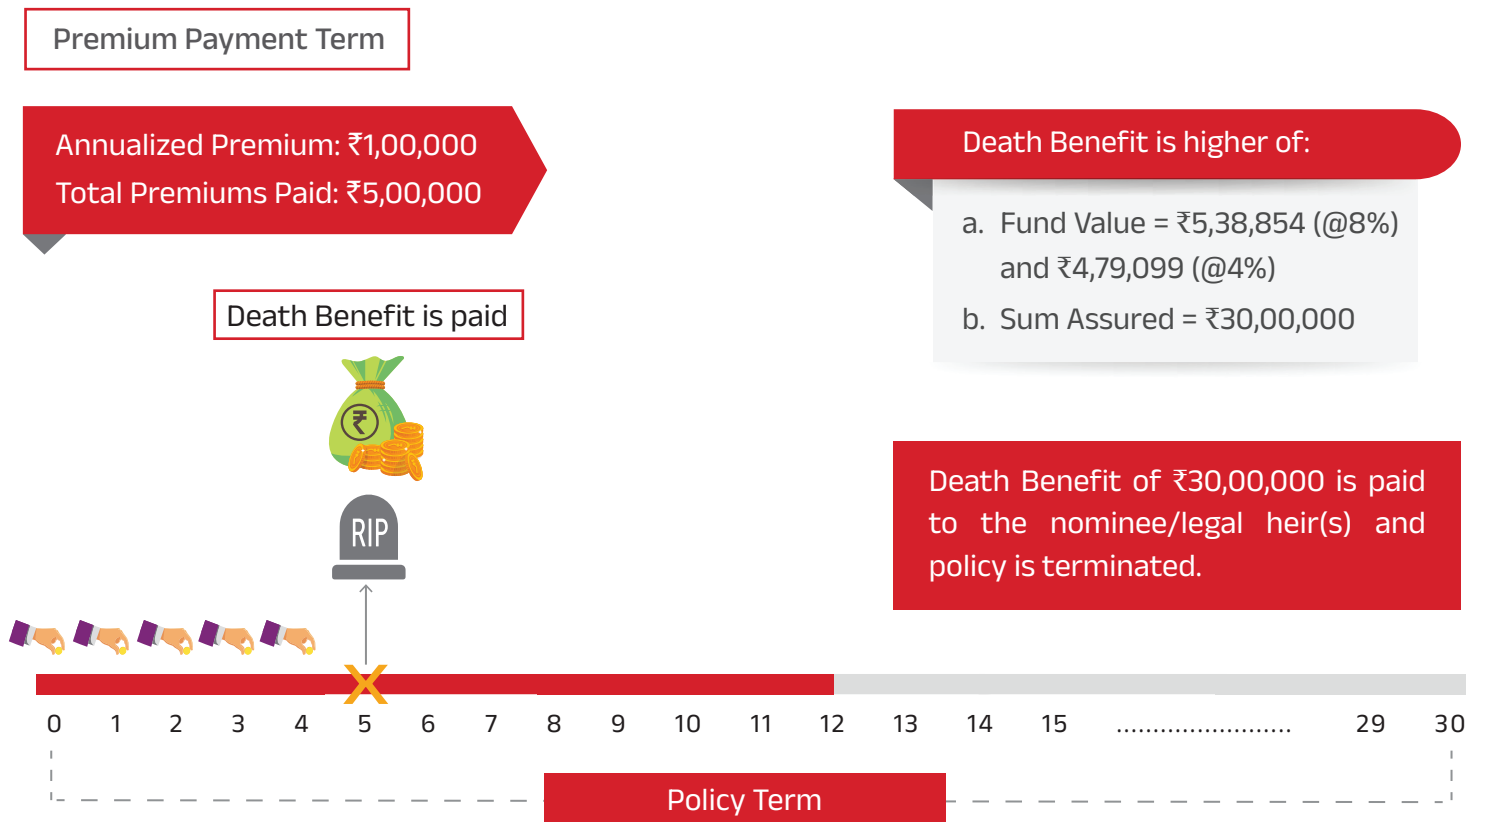 Premium Payment Term
Annualized Premium: ₹1,00,000
Total Premiums Paid: ₹5,00,000
Death Benefit is paid
₹
RIP
Death Benefit is higher of:
a. Fund Value = ₹5,38,854 (@8%)
and ₹4,79,099 (@4%)
b. Sum Assured = ₹30,00,000
Death Benefit of ₹30,00,000 is paid
to the nominee/legal heir(s) and
policy is terminated.
X
0 1 2 3 4 5 6 7 8 9 10 11 12 13 14 15 ........................ 29 30
Policy Term